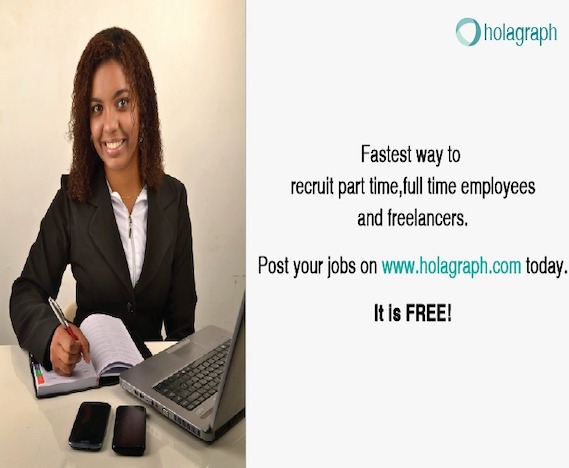 holagraph
Fastest way to
recruit part time,full time employees
and freelancers.
Post your jobs on www.holagraph.com today.
It is FREE!